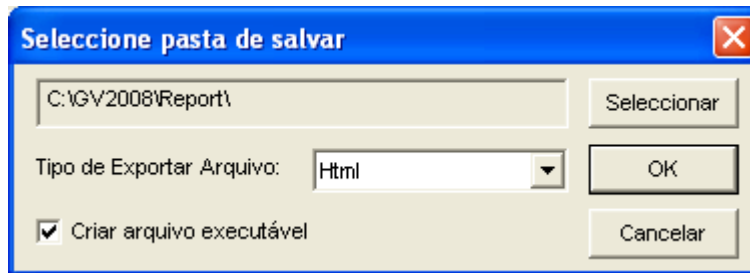 Seleccione pasta de salvar
C:\GV2008\Report\
Seleccionar
Tipo de Exportar Arquivo:
Html
OK
Criar arquivo executável
Cancelar